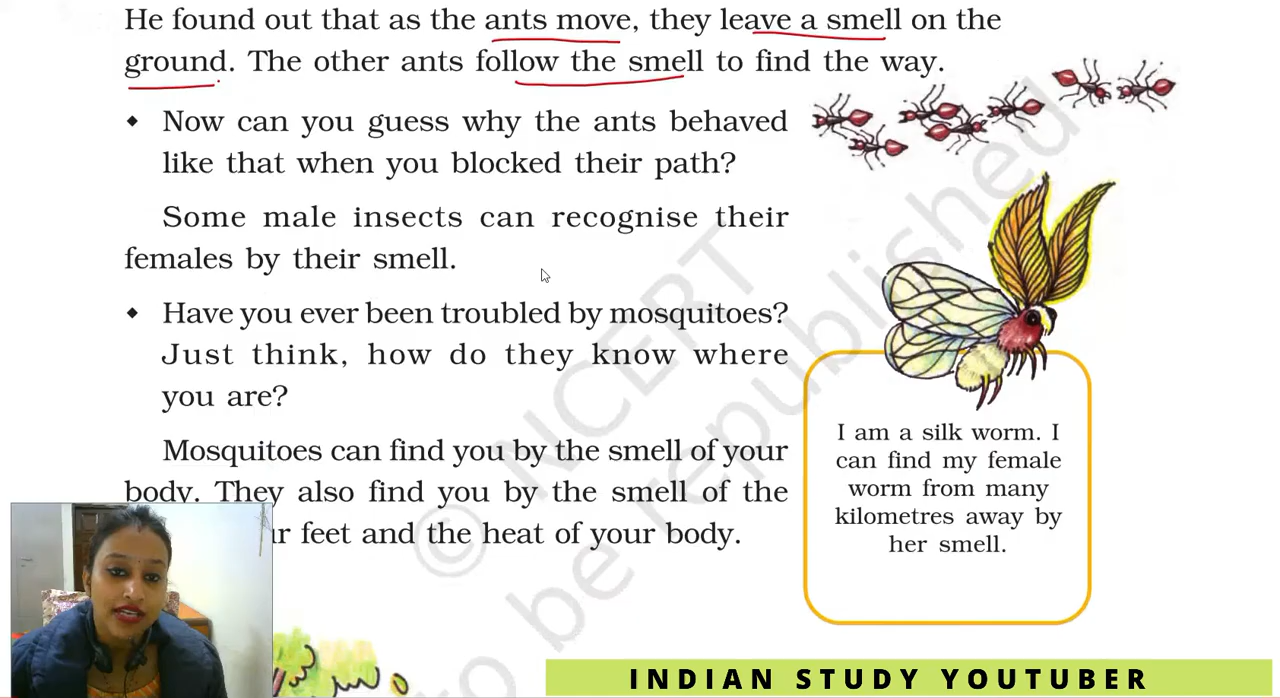 He found out that as the ants move, they leave a smell on the
ground. The other ants follow the smell to find the way.
◆ Now can you guess why the ants behaved
like that when you blocked their path?
Some male insects can recognise their
females by their smell.
◆ Have you ever been troubled by mosquitoes?
Just think, how do they know where
you are?
Mosquitoes can find you by the smell of your
body. They also find you by the smell of the
feet and the heat of your body.
I am a silk worm. I
can find my female
worm from many
kilometres away by
her smell.
© NCERT
to be republished
INDIAN STUDY YOUTUBER